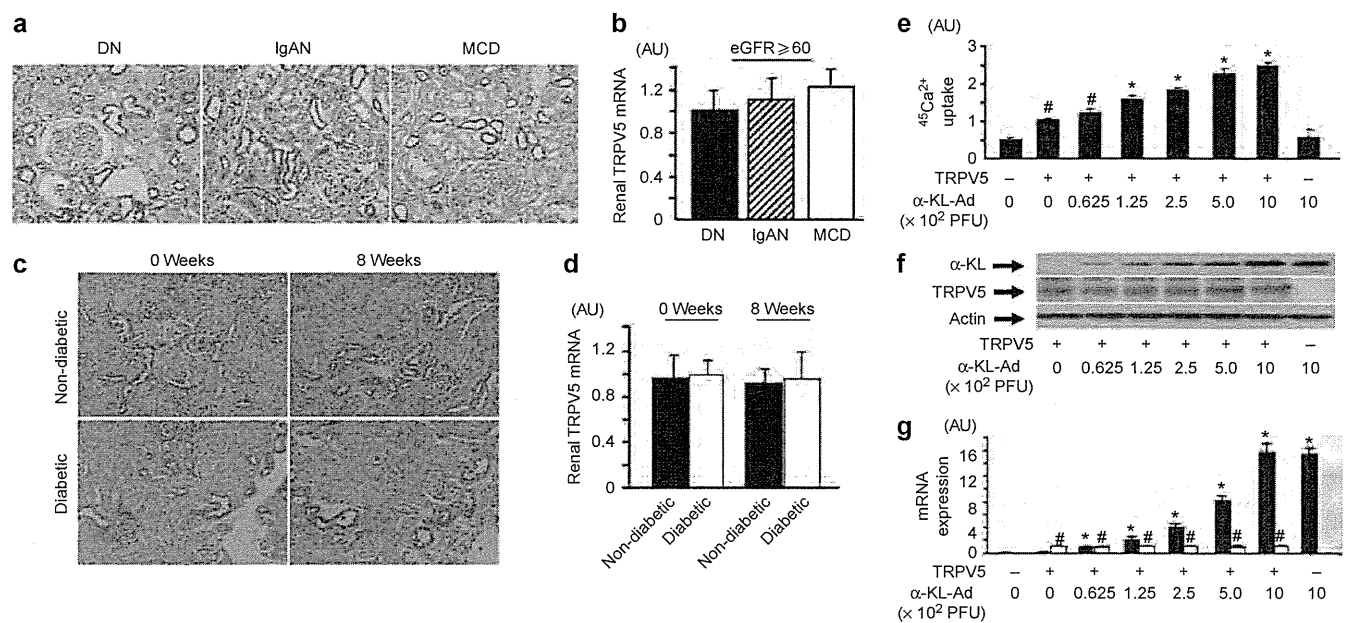 a
DN IgAN MCD
b
(AU)
eGFR ⩾ 60
Renal TRPV5 mRNA
1.2
0.8
0.4
0
DN IgAN MCD
c
0 Weeks 8 Weeks
Non-diabetic
Diabetic
d
(AU)
0 Weeks 8 Weeks
Renal TRPV5 mRNA
1.2
0.8
0.4
0
Non-diabetic Diabetic Non-diabetic Diabetic
e (AU)
45Ca2+
uptake
3
2
1
0
# # * * * *
TRPV5 – + + + + + + –
α-KL-Ad 0 0 0.625 1.25 2.5 5.0 10 10
(× 10² PFU)
f
α-KL
TRPV5
Actin
TRPV5 + + + + + + –
α-KL-Ad 0 0.625 1.25 2.5 5.0 10 10
(× 10² PFU)
g (AU)
mRNA
expression
16
12
8
4
0
# * # * # * # * # * # *
TRPV5 – + + + + + + –
α-KL-Ad 0 0 0.625 1.25 2.5 5.0 10 10
(× 10² PFU)